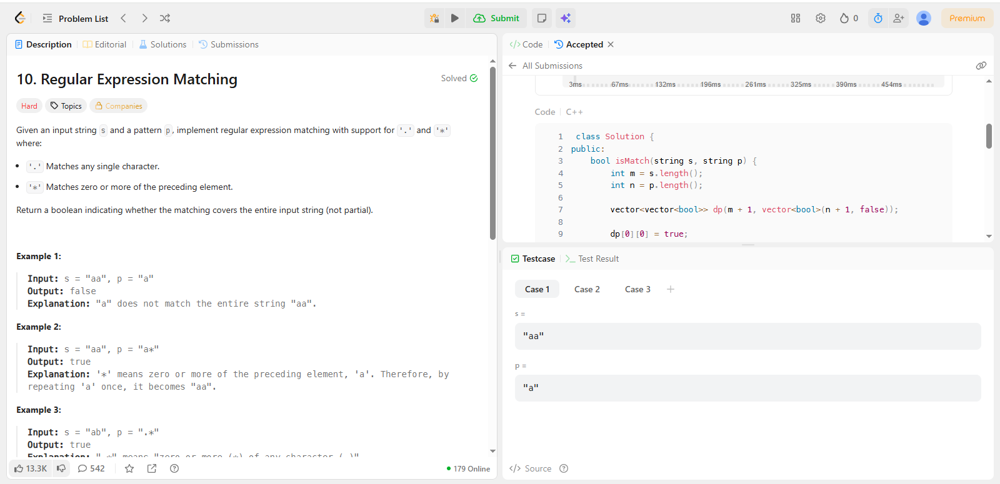 Problem List
Submit
0
Premium
Description
Editorial
Solutions
Submissions
10. Regular Expression Matching
Solved
Hard
Topics
Companies
Given an input string s and a pattern p, implement regular expression matching with support for '.' and '*'
where:
'.' Matches any single character.
'*' Matches zero or more of the preceding element.
Return a boolean indicating whether the matching covers the entire input string (not partial).
Example 1:
Input: s = "aa", p = "a"
Output: false
Explanation: "a" does not match the entire string "aa".
Example 2:
Input: s = "aa", p = "a*"
Output: true
Explanation: '*' means zero or more of the preceding element, 'a'. Therefore, by
repeating 'a' once, it becomes "aa".
Example 3:
Input: s = "ab", p = ".*"
Output: true
Explanation: ".*" means "zero or more (*) of any character (.)".
13.3K
542
179 Online
Code
Accepted
All Submissions
3ms 67ms 132ms 196ms 261ms 325ms 390ms 454ms
Code
C++
1 class Solution {
2 public:
3 bool isMatch(string s, string p) {
4 int m = s.length();
5 int n = p.length();
6
7 vector<vector<bool>> dp(m + 1, vector<bool>(n + 1, false));
8
9 dp[0][0] = true;
Testcase
Test Result
Case 1
Case 2
Case 3
s =
"aa"
p =
"a"
Source